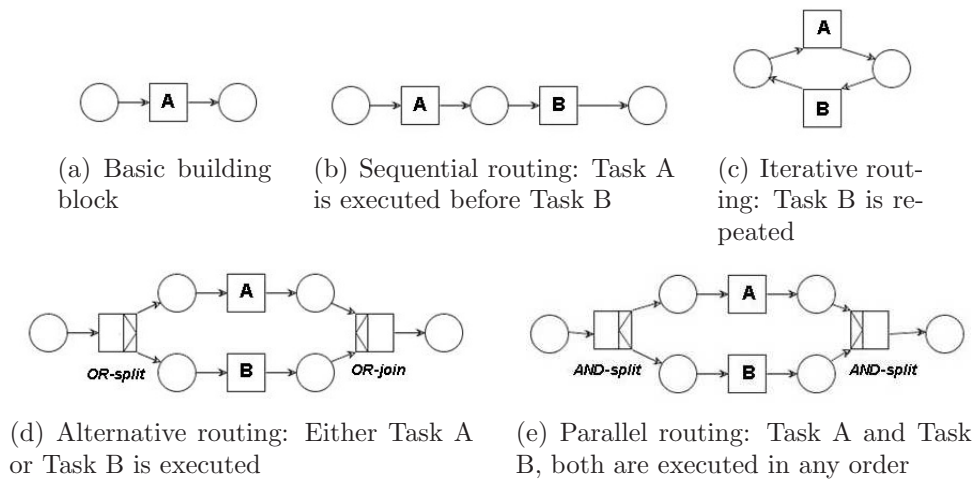 A
(a) Basic building
block
A B
(b) Sequential routing: Task A
is executed before Task B
A
B
(c) Iterative rout-
ing: Task B is re-
peated
A
B
OR-split OR-join
(d) Alternative routing: Either Task A
or Task B is executed
A
B
AND-split AND-split
(e) Parallel routing: Task A and Task
B, both are executed in any order